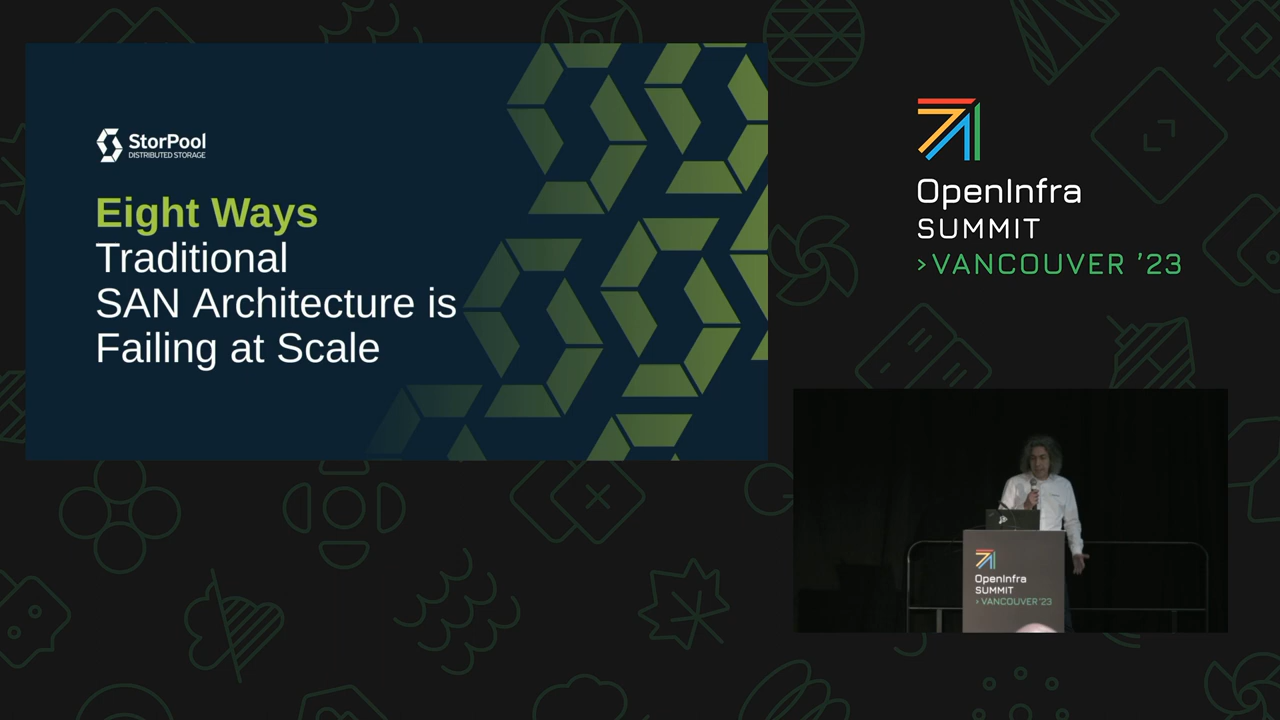 StorPool
DISTRIBUTED STORAGE
Eight Ways
Traditional
SAN Architecture is
Failing at Scale
OpenInfra
SUMMIT
>VANCOUVER ’23
OpenInfra
SUMMIT
>VANCOUVER’23